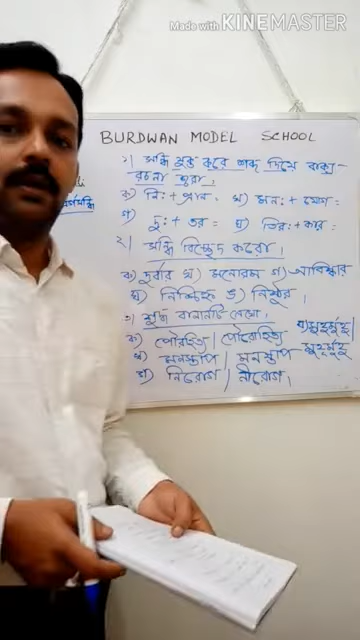 Made with KINEMASTER
BURDWAN MODEL SCHOOL
১। সন্ধি যুক্ত করে শব্দ দিয়ে বাক্য-
রচনা করো।
ক) নিঃ + প্রাণ = খ) মনঃ + যোগ =
গ) দুঃ + তর = ঘ) তিরঃ + কার =
২। সন্ধি বিচ্ছেদ করো।
ক) দুর্বার খ) মনোরম গ) আবিষ্কার
ঘ) নিশ্চিহ্ন ঙ) নিষ্ঠুর।
৩। শুদ্ধ বানানটি লেখো।
ক) পৌরহিত্য / পৌরোহিত্য
খ) মনস্তাপ / মনস্তাপ
গ) নিরোগ / নীরোগ।
ঘ) মুহুর্মুহু /